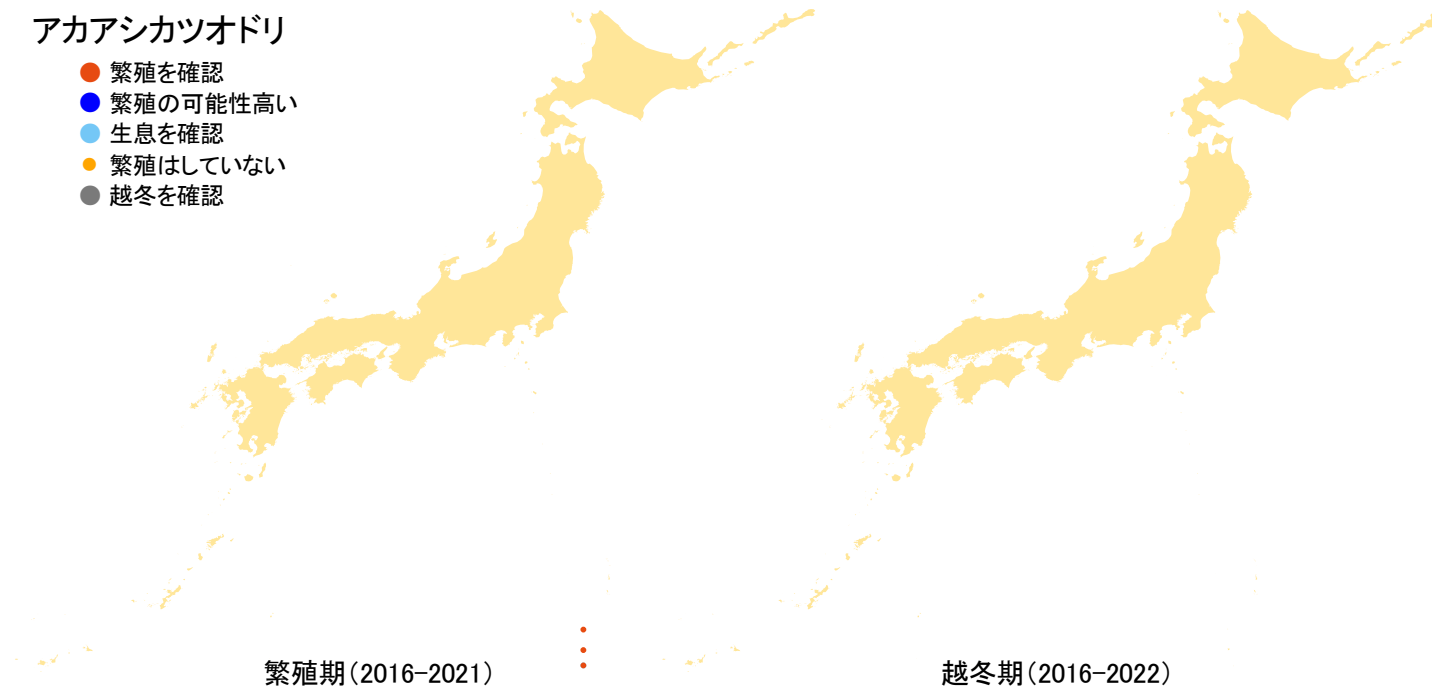 アカアシカツオドリ
繁殖を確認
繁殖の可能性高い
生息を確認
繁殖はしていない
越冬を確認
繁殖期(2016-2021)
越冬期(2016-2022)